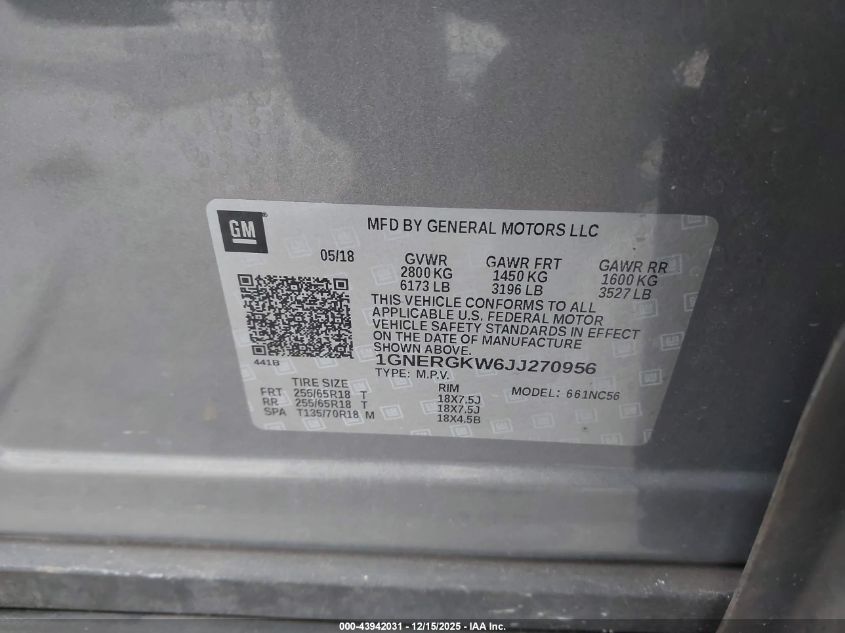 GM
MFD BY GENERAL MOTORS LLC
05/18 GVWR GAWR FRT GAWR RR
2800 KG 1450 KG 1600 KG
6173 LB 3196 LB 3527 LB
THIS VEHICLE CONFORMS TO ALL
APPLICABLE U.S. FEDERAL MOTOR
VEHICLE SAFETY STANDARDS IN EFFECT
ON THE DATE OF MANUFACTURE
SHOWN ABOVE.
441B
1GNERGKW6JJ270956
TYPE: M.P.V. MODEL: 661NC56
TIRE SIZE RIM
FRT 255/65R18 T 18X7.5J
RR 255/65R18 T 18X7.5J
SPA T135/70R18 M 18X4.5B
000-43942031 - 12/15/2025 - IAA Inc.